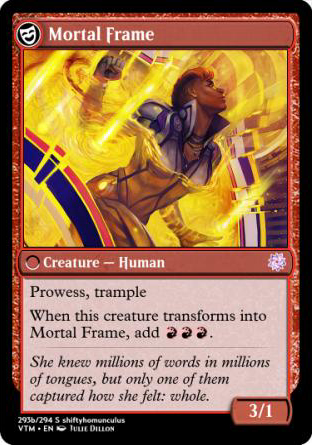 Mortal Frame
Creature — Human
Prowess, trample
When this creature transforms into
Mortal Frame, add
She knew millions of words in millions
of tongues, but only one of them
captured how she felt: whole.
3/1
293b/294 S shiftyhomunculus
VTM • EN Julie Dillon